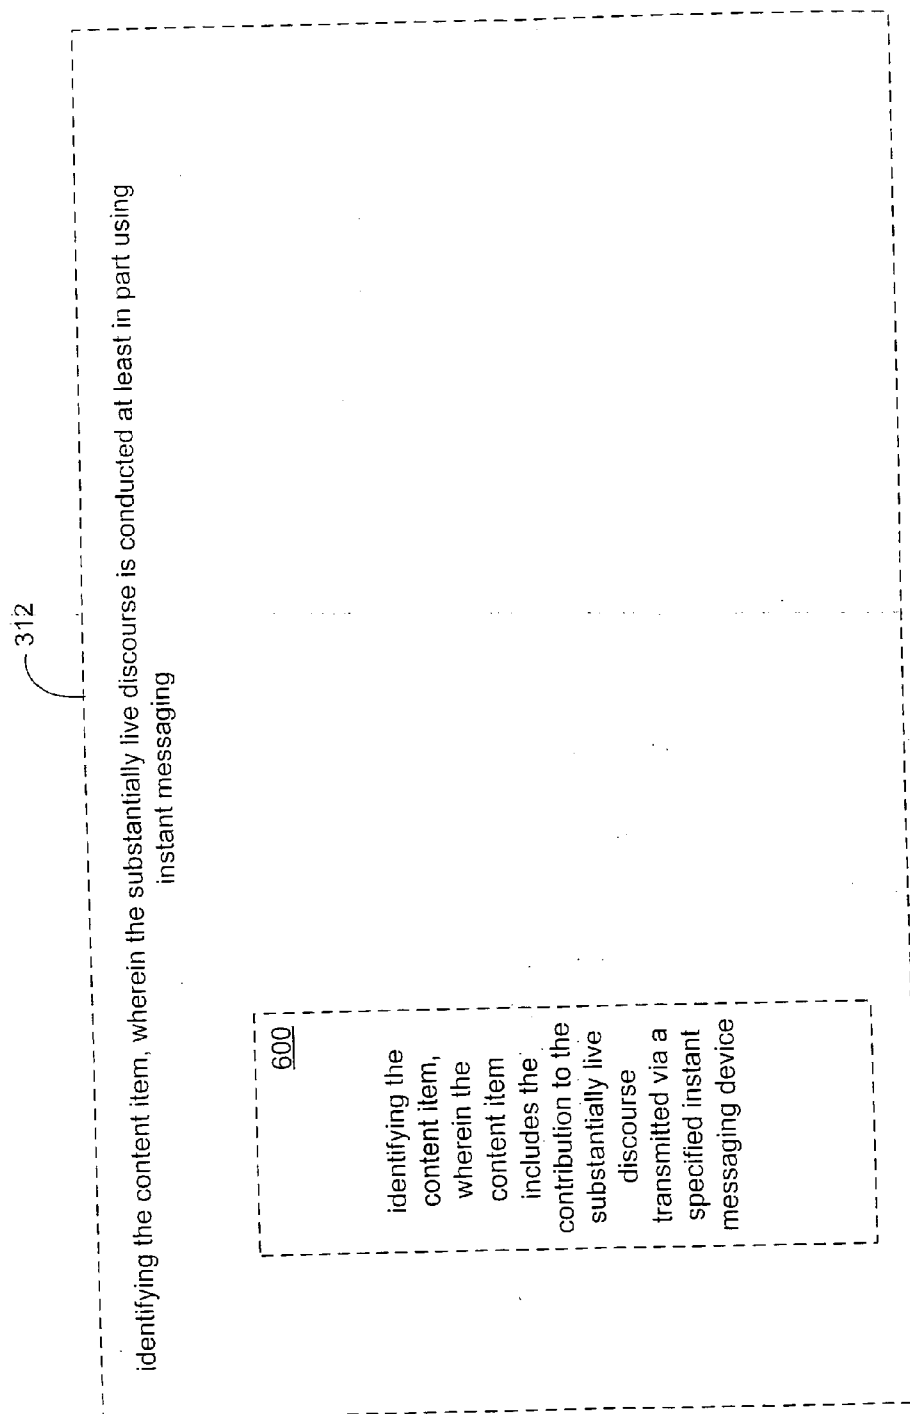 312
identifying the content item, wherein the substantially live discourse is conducted at least in part using
instant messaging
600
identifying the
content item,
wherein the
content item
includes the
contribution to the
substantially live
discourse
transmitted via a
specified instant
messaging device